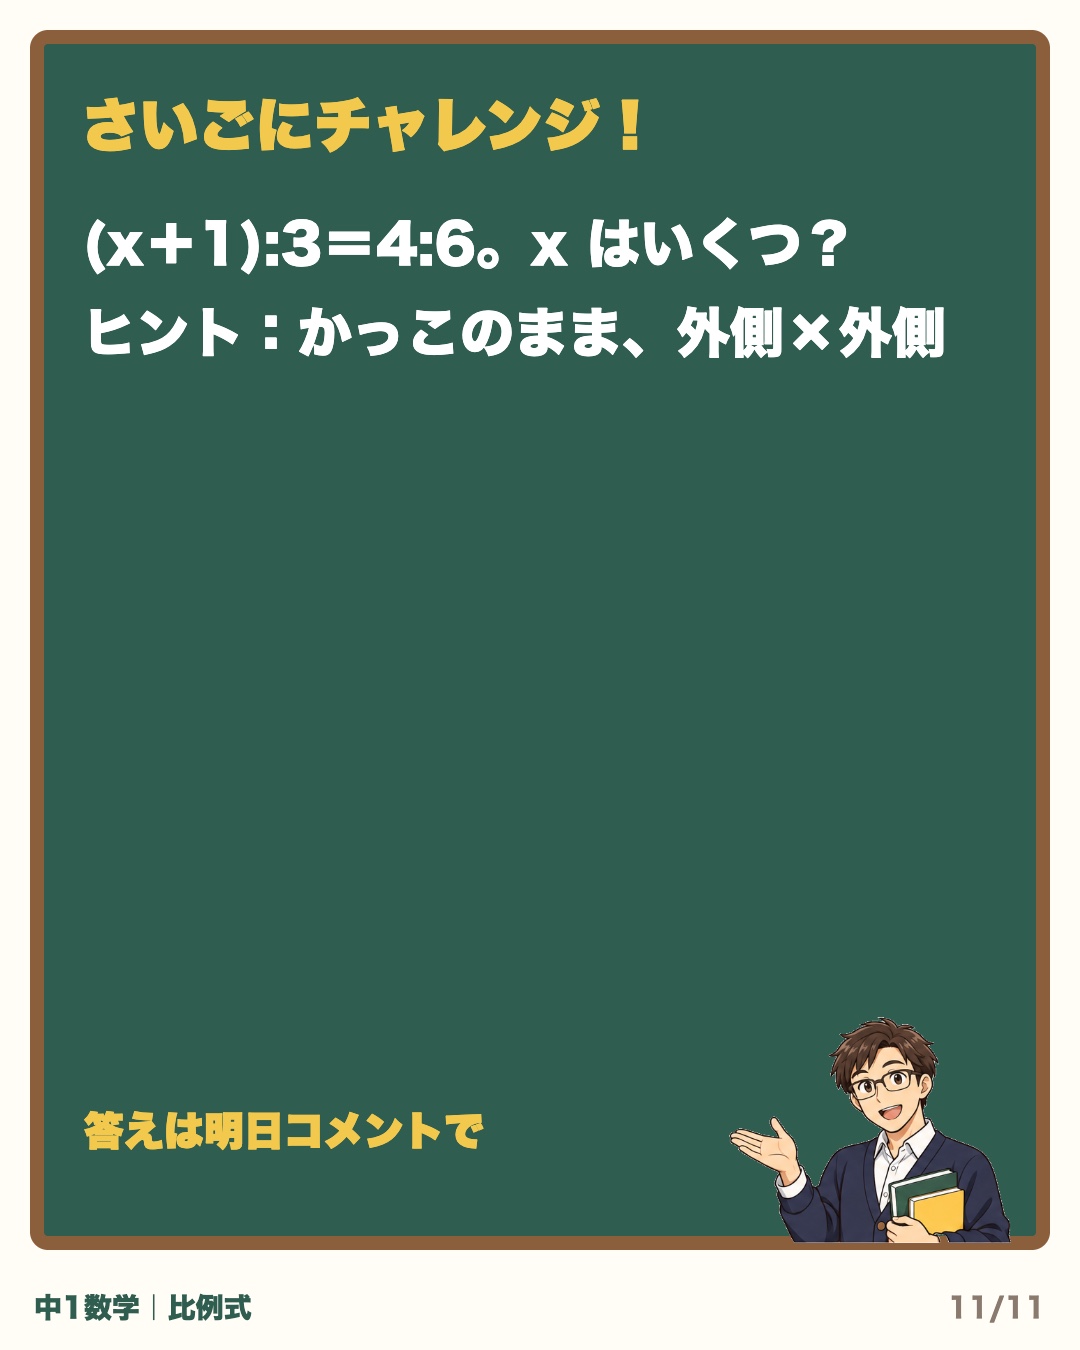 さいごにチャレンジ！
(x＋1):3＝4:6。x はいくつ？
ヒント：かっこのまま、外側×外側
答えは明日コメントで
中1数学｜比例式
11/11